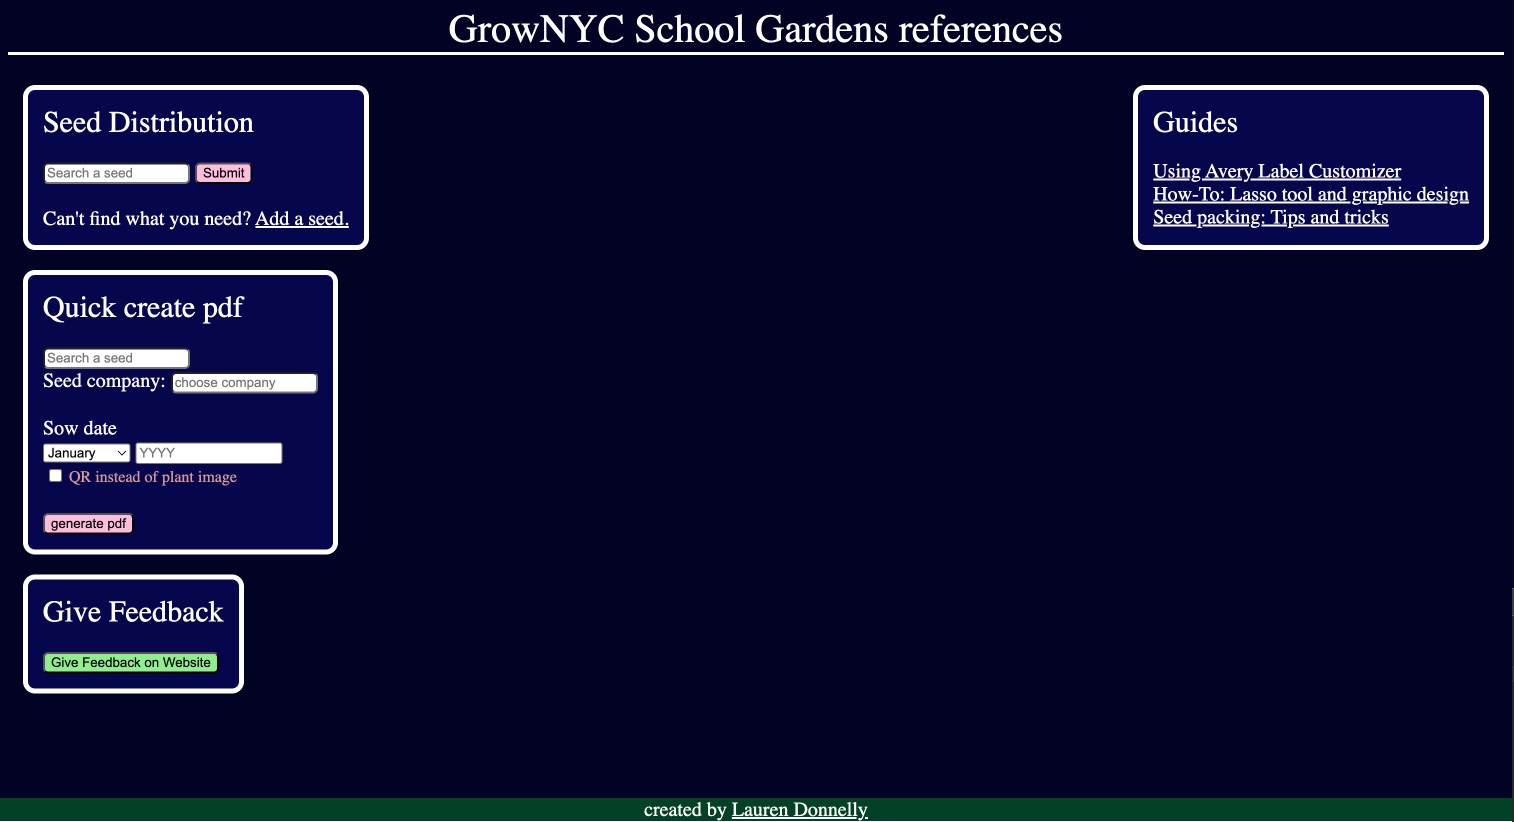 GrowNYC School Gardens references
Seed Distribution
Search a seed Submit
Can't find what you need? Add a seed.
Quick create pdf
Search a seed
Seed company: choose company
Sow date
January YYYY
QR instead of plant image
generate pdf
Give Feedback
Give Feedback on Website
Guides
Using Avery Label Customizer
How-To: Lasso tool and graphic design
Seed packing: Tips and tricks
created by Lauren Donnelly